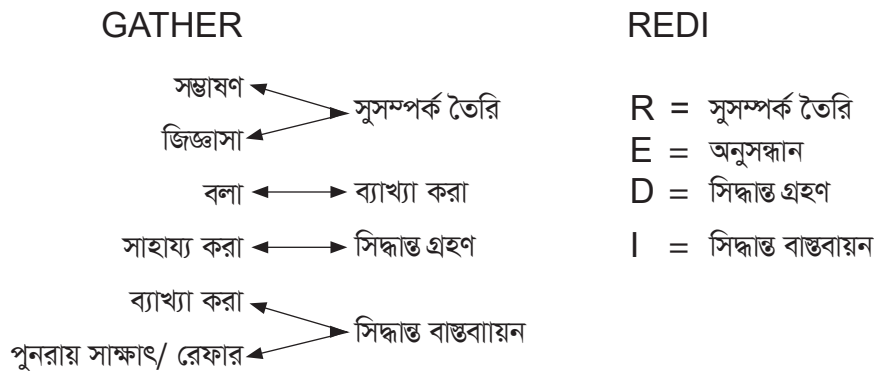 GATHER
সম্ভাষণ
সুসম্পর্ক তৈরি
জিজ্ঞাসা
বলা ব্যাখ্যা করা
সাহায্য করা সিদ্ধান্ত গ্রহণ
ব্যাখ্যা করা
সিদ্ধান্ত বাস্তবাায়ন
পুনরায় সাক্ষাৎ/ রেফার
REDI
R = সুসম্পর্ক তৈরি
E = অনুসন্ধান
D = সিদ্ধান্ত গ্রহণ
I = সিদ্ধান্ত বাস্তবায়ন